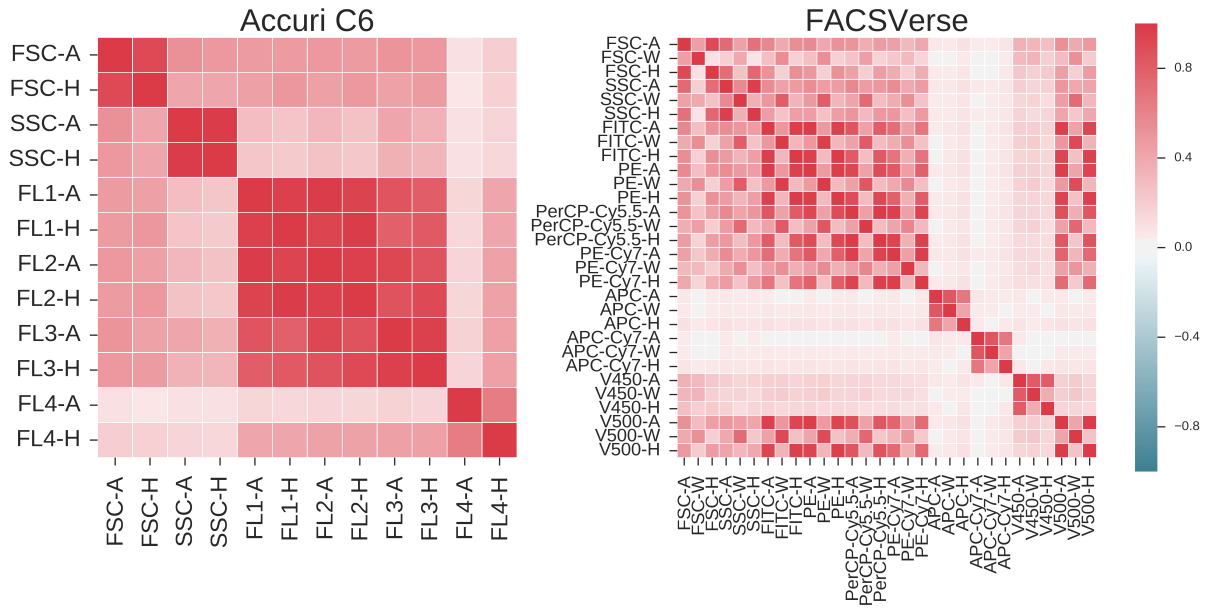 Accuri C6
FSC-A
FSC-H
SSC-A
SSC-H
FL1-A
FL1-H
FL2-A
FL2-H
FL3-A
FL3-H
FL4-A
FL4-H
FSC-A
FSC-H
SSC-A
SSC-H
FL1-A
FL1-H
FL2-A
FL2-H
FL3-A
FL3-H
FL4-A
FL4-H
FACSVerse
FSC-A
FSC-W
FSC-H
SSC-A
SSC-W
SSC-H
FITC-A
FITC-W
FITC-H
PE-A
PE-W
PE-H
PerCP-Cy5.5-A
PerCP-Cy5.5-W
PerCP-Cy5.5-H
PE-Cy7-A
PE-Cy7-W
PE-Cy7-H
APC-A
APC-W
APC-H
APC-Cy7-A
APC-Cy7-W
APC-Cy7-H
V450-A
V450-W
V450-H
V500-A
V500-W
V500-H
FSC-A
FSC-W
FSC-H
SSC-A
SSC-W
SSC-H
FITC-A
FITC-W
FITC-H
PE-A
PE-W
PE-H
PerCP-Cy5.5-A
PerCP-Cy5.5-W
PerCP-Cy5.5-H
PE-Cy7-A
PE-Cy7-W
PE-Cy7-H
APC-A
APC-W
APC-H
APC-Cy7-A
APC-Cy7-W
APC-Cy7-H
V450-A
V450-W
V450-H
V500-A
V500-W
V500-H
0.8
0.4
0.0
−0.4
−0.8